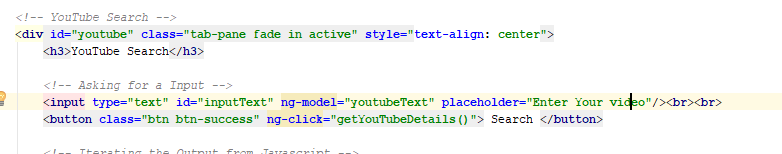 <!-- YouTube Search -->
<div id="youtube" class="tab-pane fade in active" style="text-align: center">
<h3>YouTube Search</h3>
<!-- Asking for a Input -->
<input type="text" id="inputText" ng-model="youtubeText" placeholder="Enter Your video"/><br><br>
<button class="btn btn-success" ng-click="getYouTubeDetails()"> Search </button>
<!-- Iterating the Output from Javascript -->